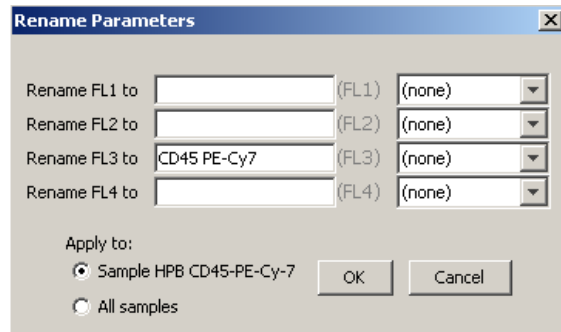 Rename Parameters
Rename FL1 to (FL1) (none)
Rename FL2 to (FL2) (none)
Rename FL3 to CD45 PE-Cy7 (FL3) (none)
Rename FL4 to (FL4) (none)
Apply to:
Sample HPB CD45-PE-Cy-7 OK Cancel
All samples